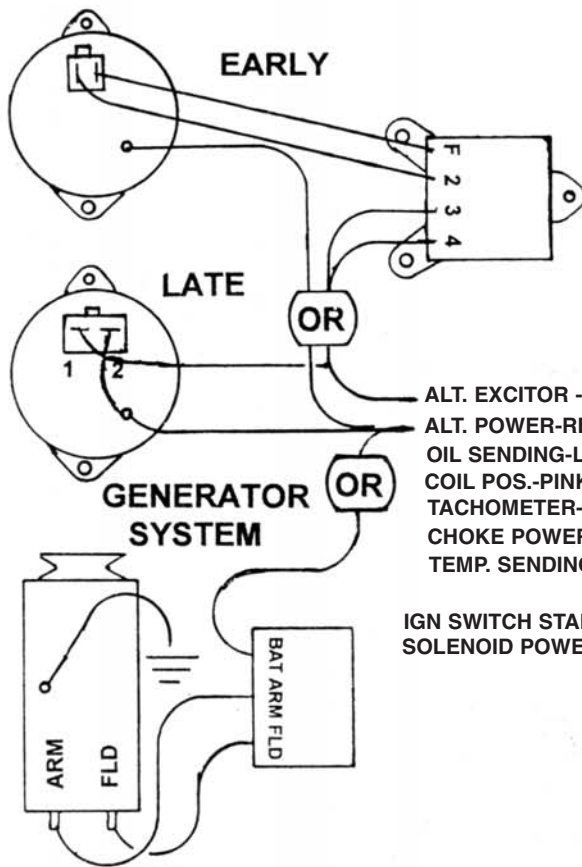 EARLY
F
2
3
4
LATE
OR
1 2
ALT. EXCITOR -
ALT. POWER-RE
OIL SENDING-L
COIL POS.-PINK
TACHOMETER-
CHOKE POWER
TEMP. SENDING
GENERATOR
SYSTEM
OR
IGN SWITCH STAR
SOLENOID POWE
BAT ARM FLD
ARM
FLD